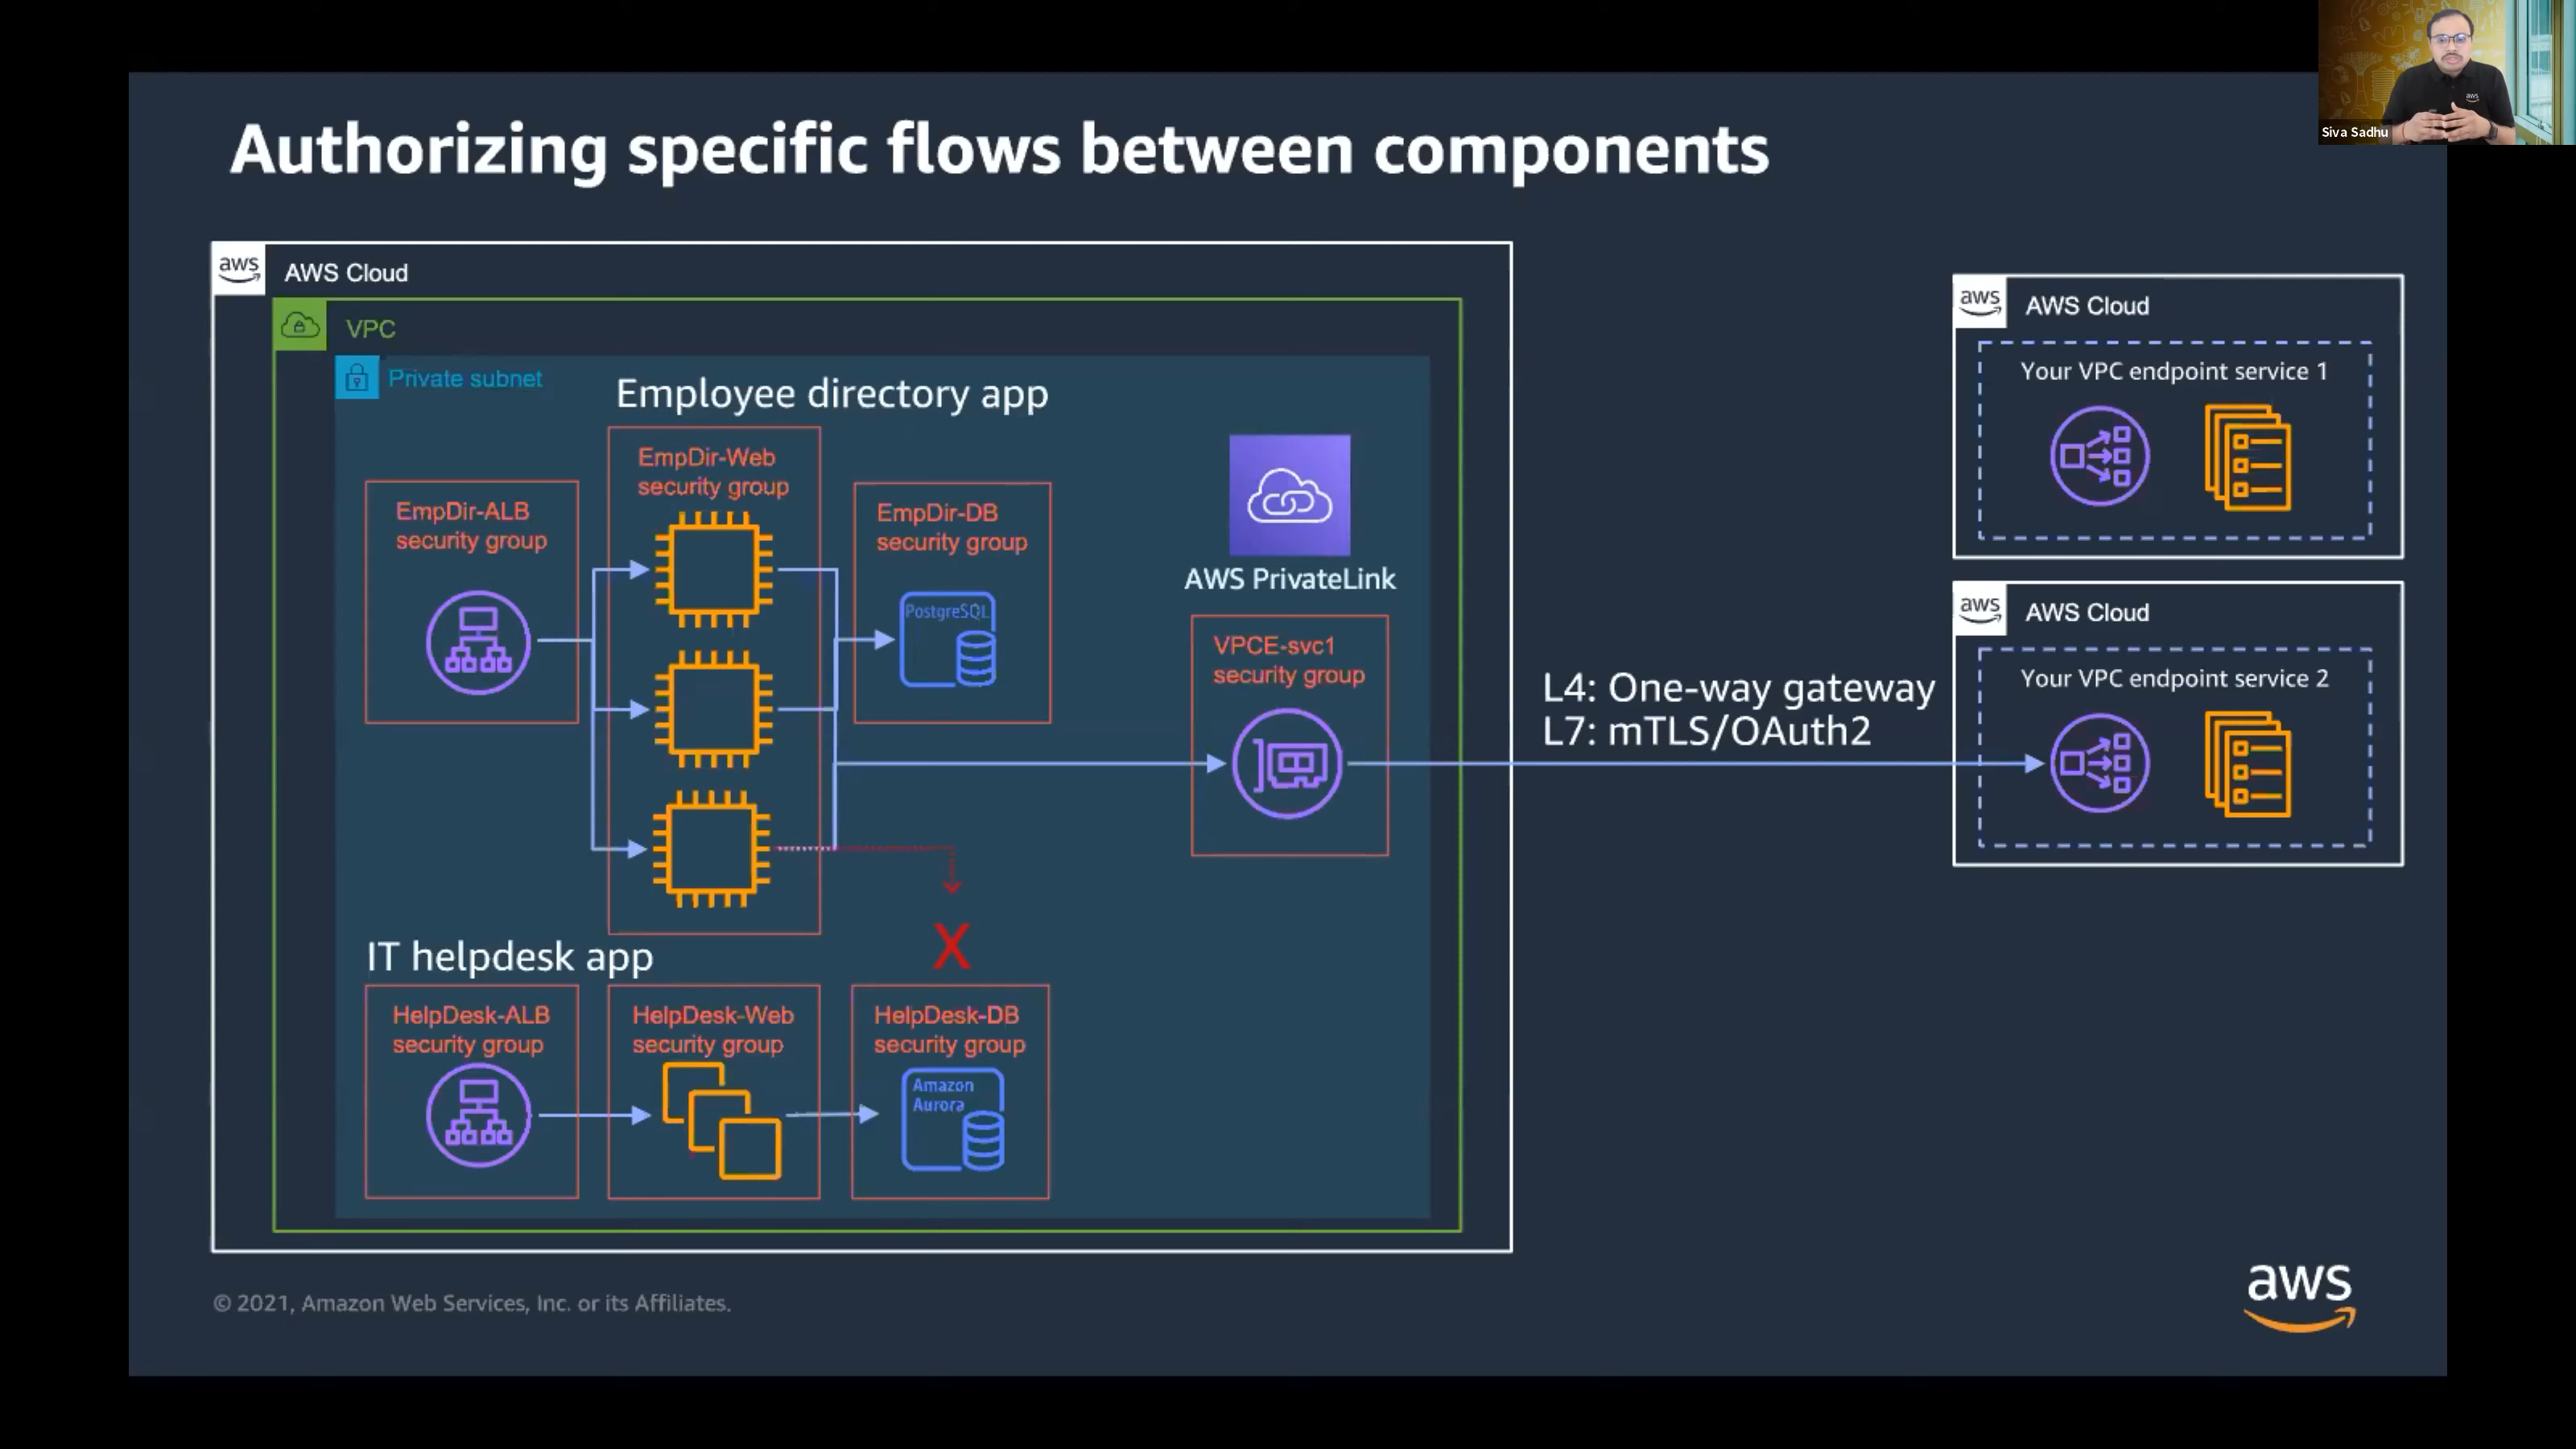 Siva Sadhu
aws
Authorizing specific flows between components
aws
AWS Cloud
VPC
Private subnet
Employee directory app
EmpDir-ALB
security group
EmpDir-Web
security group
EmpDir-DB
security group
PostgreSQL
AWS PrivateLink
VPCE-svc1
security group
L4: One-way gateway
L7: mTLS/OAuth2
aws
AWS Cloud
Your VPC endpoint service 1
aws
AWS Cloud
Your VPC endpoint service 2
X
IT helpdesk app
HelpDesk-ALB
security group
HelpDesk-Web
security group
HelpDesk-DB
security group
Amazon
Aurora
© 2021, Amazon Web Services, Inc. or its Affiliates.
aws